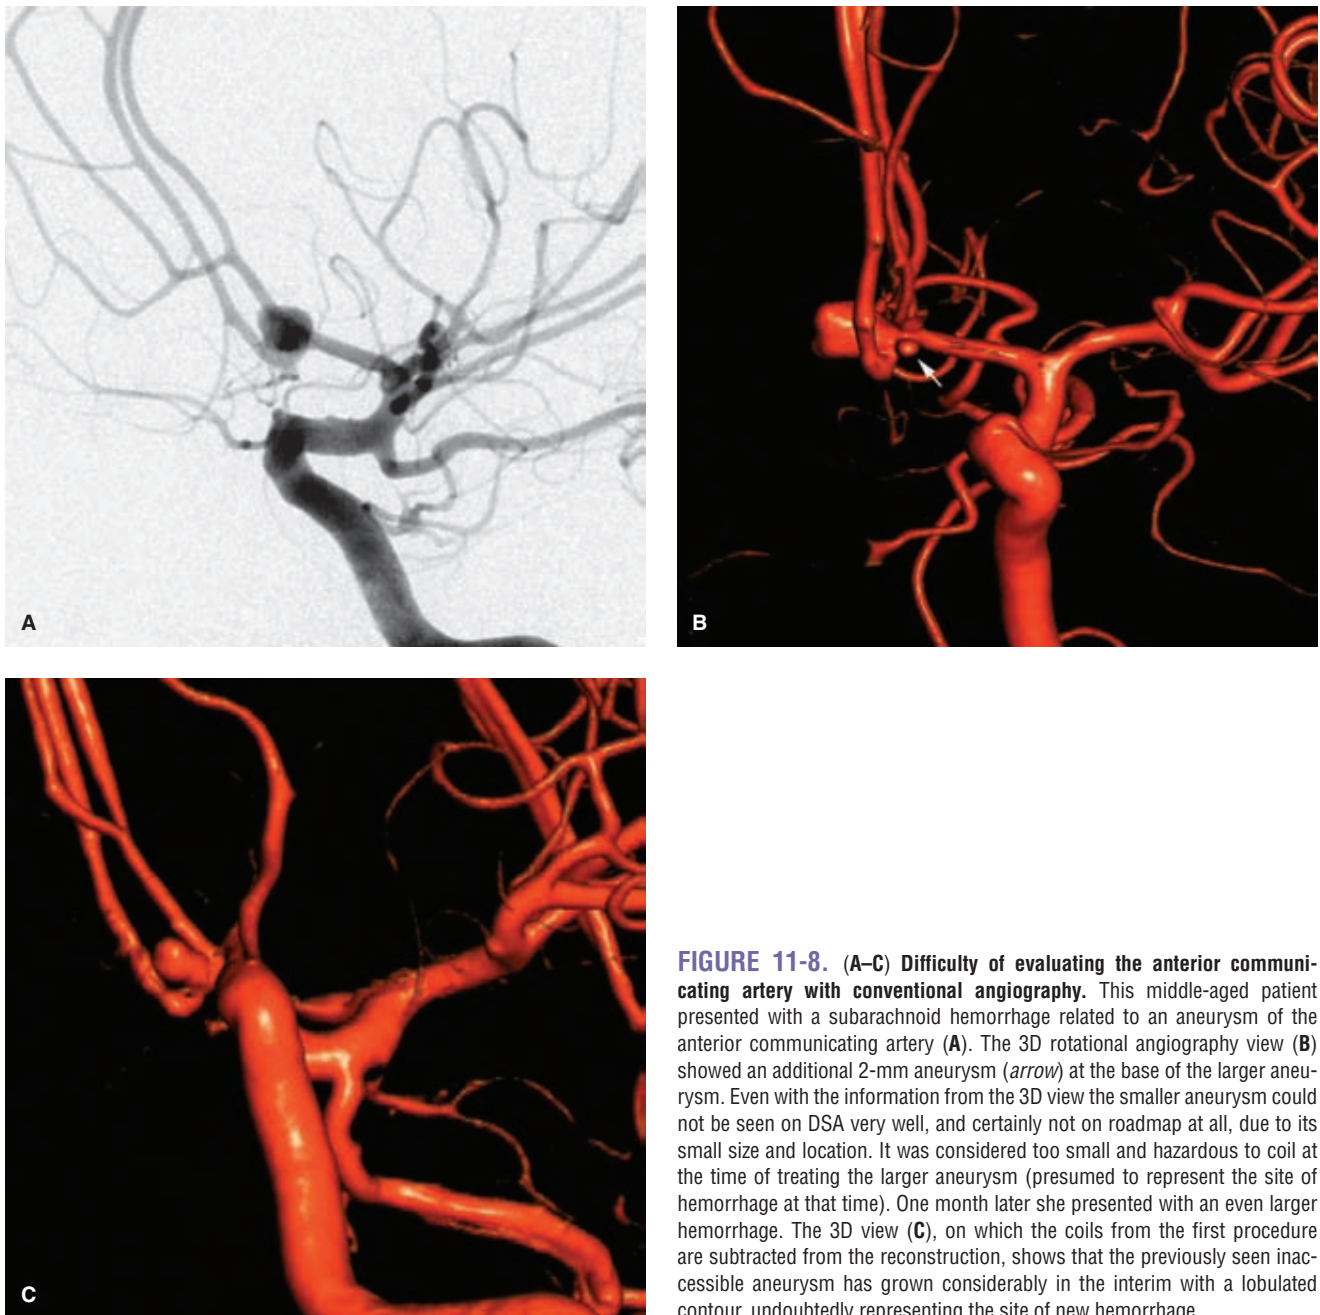 A
B
C
FIGURE 11-8. (A–C) Difficulty of evaluating the anterior communi-
cating artery with conventional angiography. This middle-aged patient
presented with a subarachnoid hemorrhage related to an aneurysm of the
anterior communicating artery (A). The 3D rotational angiography view (B)
showed an additional 2-mm aneurysm (arrow) at the base of the larger aneu-
rysm. Even with the information from the 3D view the smaller aneurysm could
not be seen on DSA very well, and certainly not on roadmap at all, due to its
small size and location. It was considered too small and hazardous to coil at
the time of treating the larger aneurysm (presumed to represent the site of
hemorrhage at that time). One month later she presented with an even larger
hemorrhage. The 3D view (C), on which the coils from the first procedure
are subtracted from the reconstruction, shows that the previously seen inac-
cessible aneurysm has grown considerably in the interim with a lobulated
contour, undoubtedly representing the site of new hemorrhage.